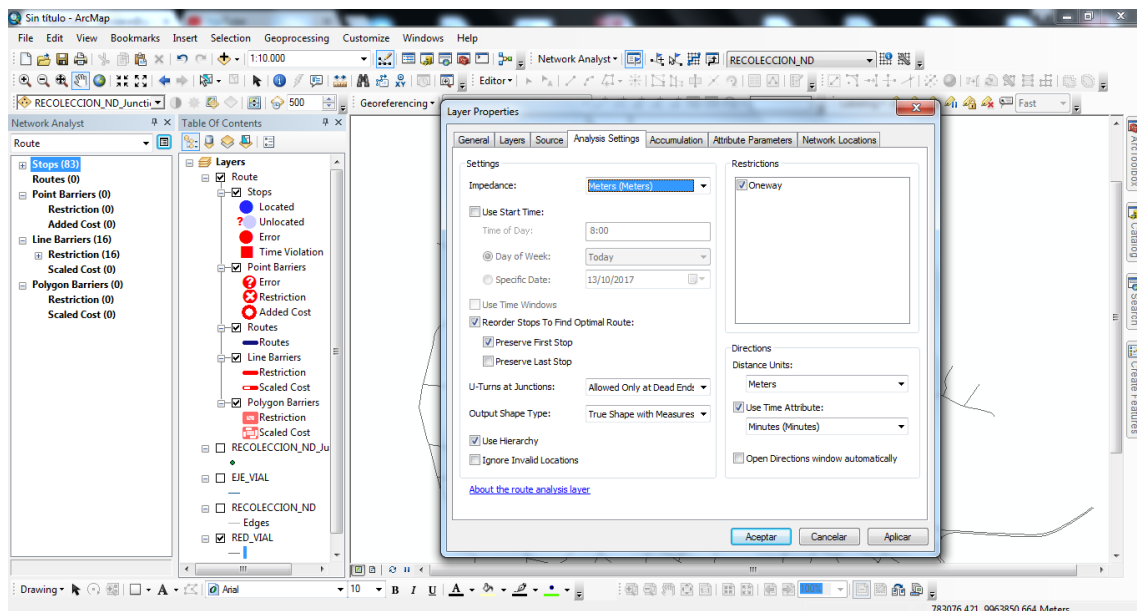 Sin título - ArcMap
File Edit View Bookmarks Insert Selection Geoprocessing Customize Windows Help
1:10.000
Network Analyst
RECOLECCION_ND
Editor
RECOLECCION_ND_Juncti
500
Georeferencing
Fast
Network Analyst
Route
Stops (83)
Routes (0)
Point Barriers (0)
Restriction (0)
Added Cost (0)
Line Barriers (16)
Restriction (16)
Scaled Cost (0)
Polygon Barriers (0)
Restriction (0)
Scaled Cost (0)
Table Of Contents
Layers
Route
Stops
Located
? Unlocated
Error
Time Violation
Point Barriers
? Error
Restriction
Added Cost
Routes
Routes
Line Barriers
Restriction
Scaled Cost
Polygon Barriers
Restriction
Scaled Cost
RECOLECCION_ND_Ju
EJE_VIAL
RECOLECCION_ND
Edges
RED_VIAL
Layer Properties
General Layers Source Analysis Settings Accumulation Attribute Parameters Network Locations
Settings
Impedance: Meters (Meters)
Use Start Time:
Time of Day: 8:00
Day of Week: Today
Specific Date: 13/10/2017
Use Time Windows
Reorder Stops To Find Optimal Route:
Preserve First Stop
Preserve Last Stop
U-Turns at Junctions: Allowed Only at Dead Ends
Output Shape Type: True Shape with Measures
Use Hierarchy
Ignore Invalid Locations
About the route analysis layer
Restrictions
Oneway
Directions
Distance Units:
Meters
Use Time Attribute:
Minutes (Minutes)
Open Directions window automatically
Aceptar Cancelar Aplicar
ArcToolbox
Catalog
Search
Create Features
Drawing
A
Arial
10
B I U A
100%
783076,421 9963850,664 Meters